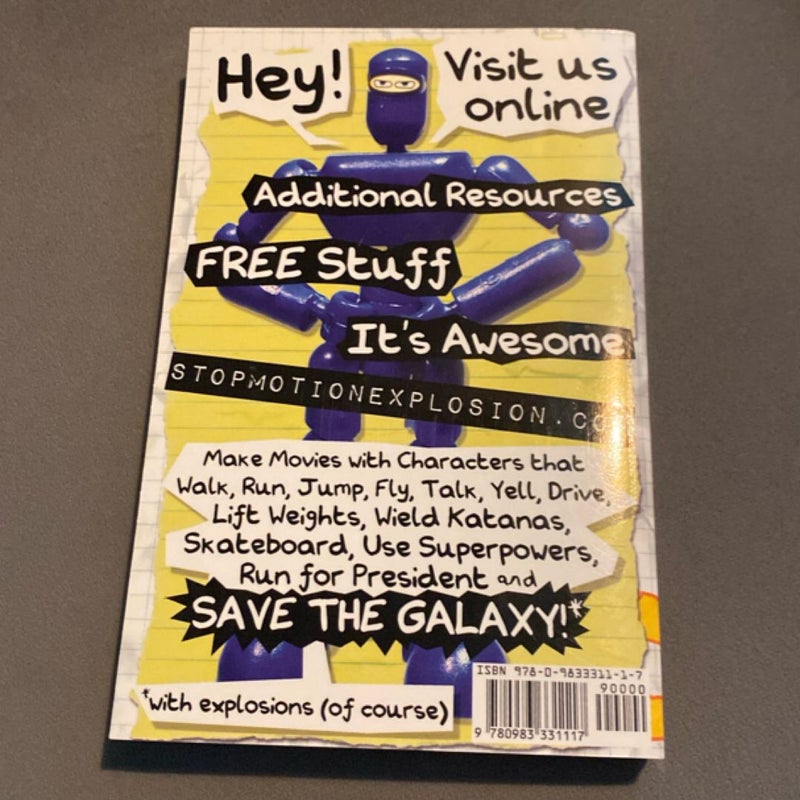 Hey!
Visit us
online
Additional Resources
FREE Stuff
It's Awesome
STOPMOTIONEXPLOSION.CO
Make Movies with Characters that
Walk, Run, Jump, Fly, Talk, Yell, Drive,
Lift Weights, Wield Katanas,
Skateboard, Use Superpowers,
Run for President and
SAVE THE GALAXY!*
*with explosions (of course)
ISBN 978-0-9833311-1-7
90000
9 780983 331117